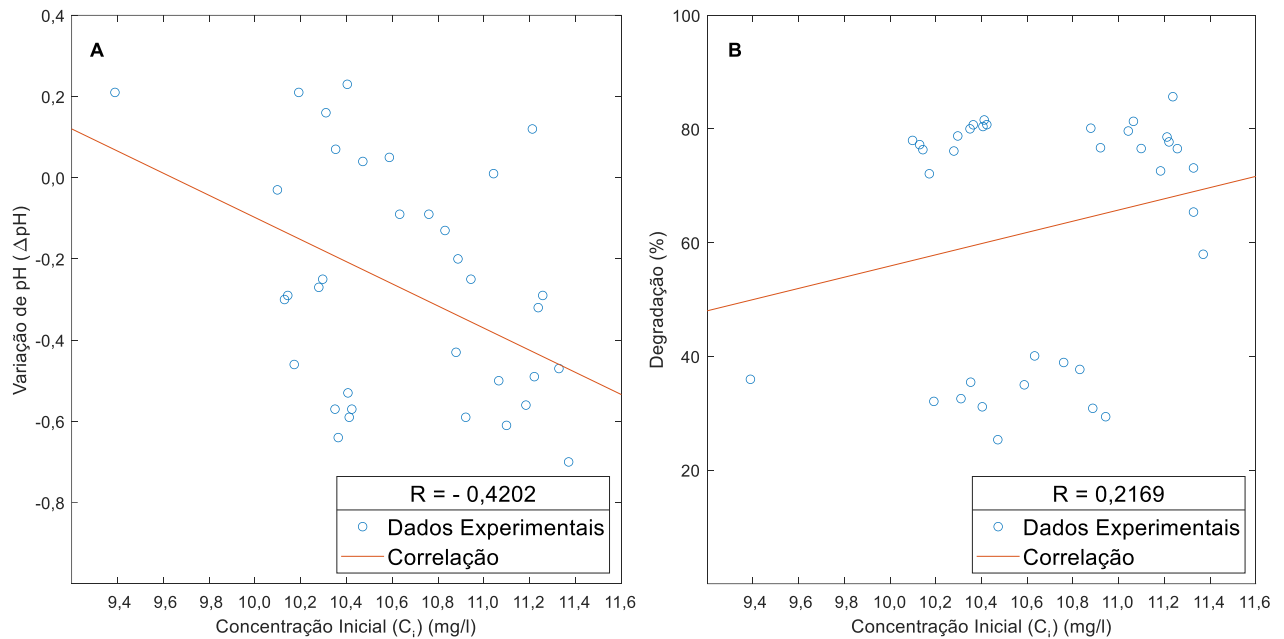 A
0,4
0,2
0,0
-0,2
-0,4
-0,6
-0,8
Variação de pH (ΔpH)
R = - 0,4202
Dados Experimentais
Correlação
9,4 9,6 9,8 10,0 10,2 10,4 10,6 10,8 11,0 11,2 11,4 11,6
Concentração Inicial (Ci) (mg/l)
B
100
80
60
40
20
Degradação (%)
R = 0,2169
Dados Experimentais
Correlação
9,4 9,6 9,8 10,0 10,2 10,4 10,6 10,8 11,0 11,2 11,4 11,6
Concentração Inicial (Ci) (mg/l)